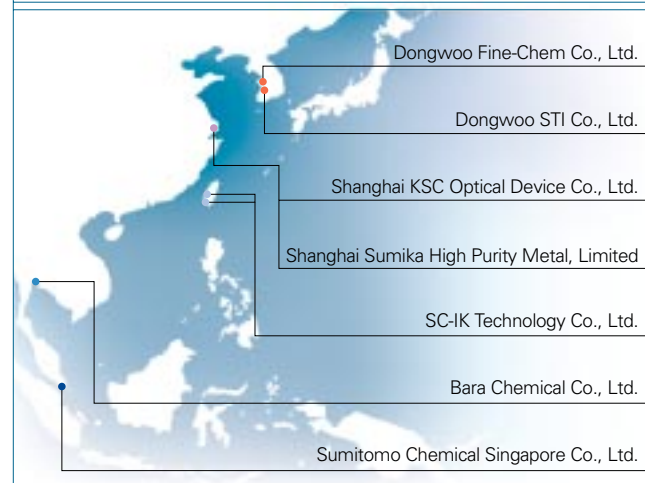 Dongwoo Fine-Chem Co., Ltd.
Dongwoo STI Co., Ltd.
Shanghai KSC Optical Device Co., Ltd.
Shanghai Sumika High Purity Metal, Limited
SC-IK Technology Co., Ltd.
Bara Chemical Co., Ltd.
Sumitomo Chemical Singapore Co., Ltd.